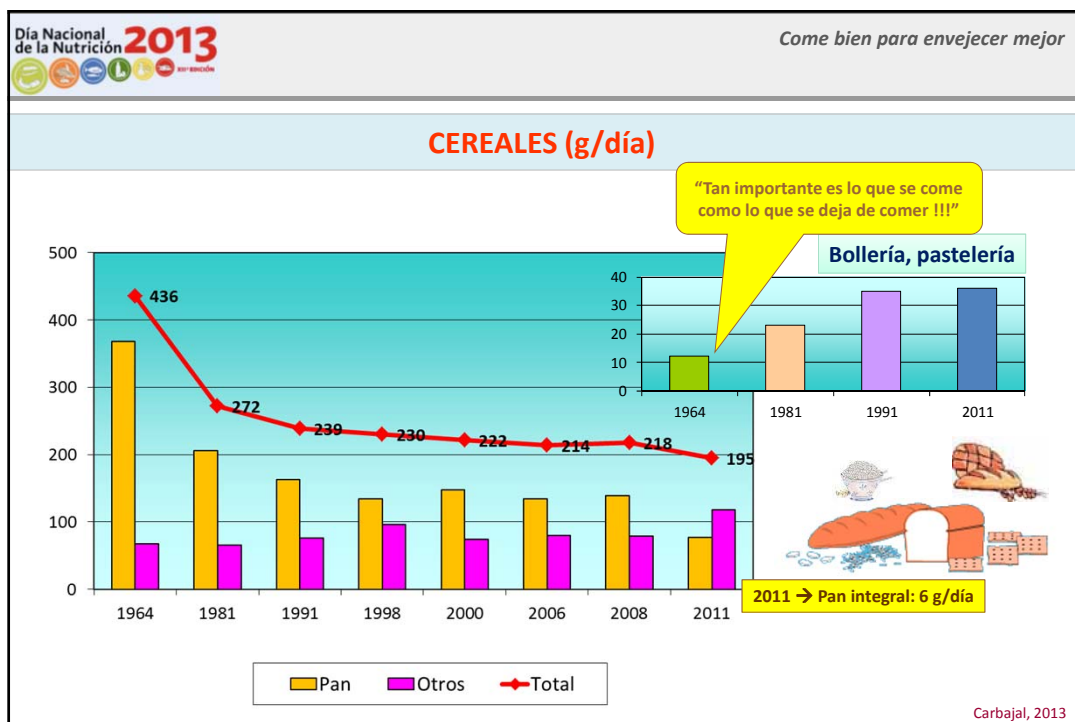 Día Nacional
de la Nutrición 2013
XIIª EDICIÓN
Come bien para envejecer mejor
CEREALES (g/día)
“Tan importante es lo que se come
como lo que se deja de comer !!!”
Bollería, pastelería
40
30
20
10
0
1964 1981 1991 2011
500
400
300
200
100
0
436
272
239
230
222
214
218
195
1964 1981 1991 1998 2000 2006 2008 2011
2011 → Pan integral: 6 g/día
Pan Otros Total
Carbajal, 2013